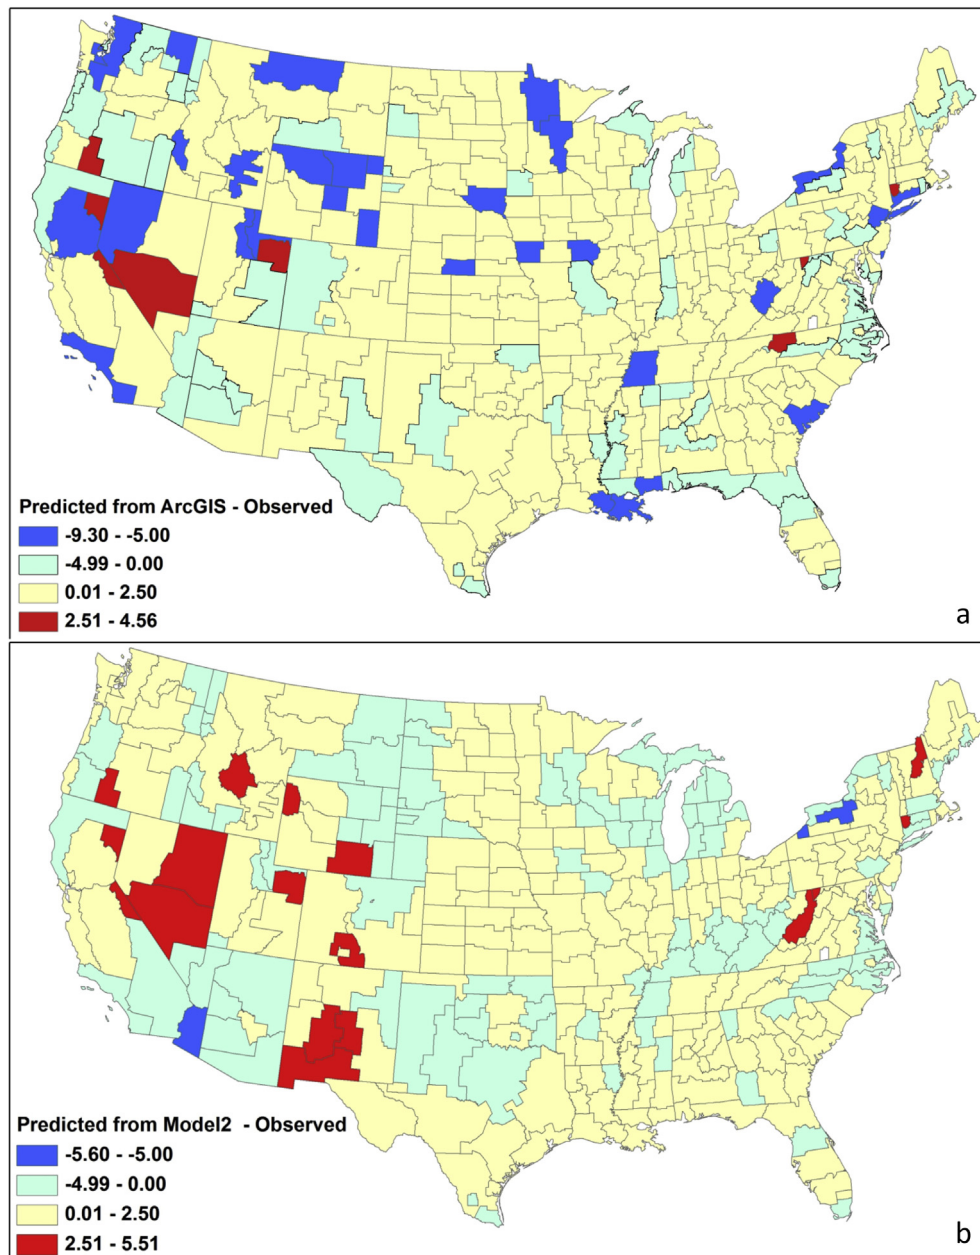 Predicted from ArcGIS - Observed
-9.30 - -5.00
-4.99 - 0.00
0.01 - 2.50
2.51 - 4.56
a
Predicted from Model2 - Observed
-5.60 - -5.00
-4.99 - 0.00
0.01 - 2.50
2.51 - 5.51
b